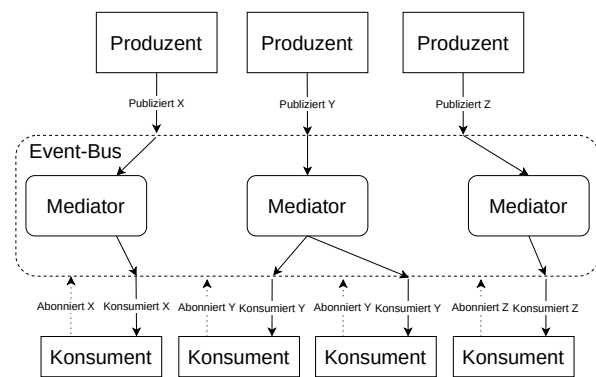 Produzent
Produzent
Produzent
Publiziert X
Publiziert Y
Publiziert Z
Event-Bus
Mediator
Mediator
Mediator
Abonniert X
Konsumiert X
Abonniert Y
Konsumiert Y
Abonniert Y
Konsumiert Y
Abonniert Z
Konsumiert Z
Konsument
Konsument
Konsument
Konsument